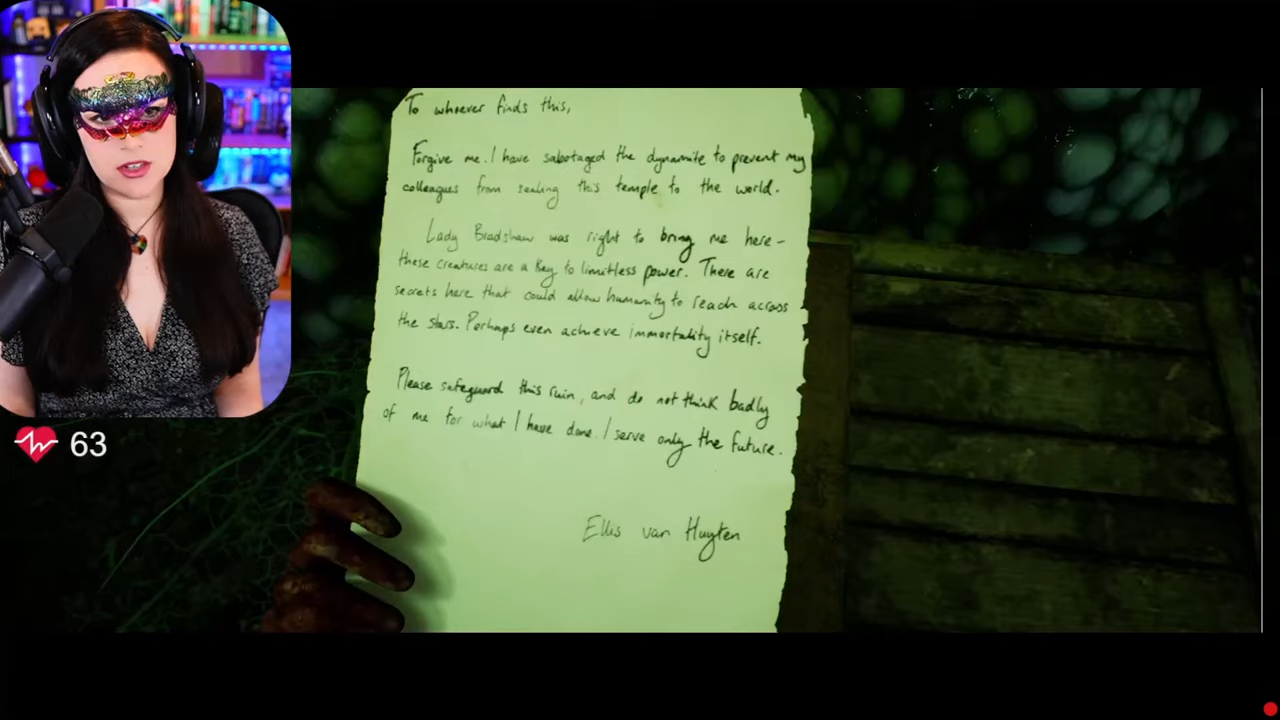 To whoever finds this,
Forgive me. I have sabotaged the dynamite to prevent my
colleagues from sealing this temple to the world.
Lady Bradshaw was right to bring me here -
these creatures are a key to limitless power. There are
secrets here that could allow humanity to reach across
the stars. Perhaps even achieve immortality itself.
Please safeguard this ruin, and do not think badly
of me for what I have done. I serve only the future.
Ellis van Huyten
63